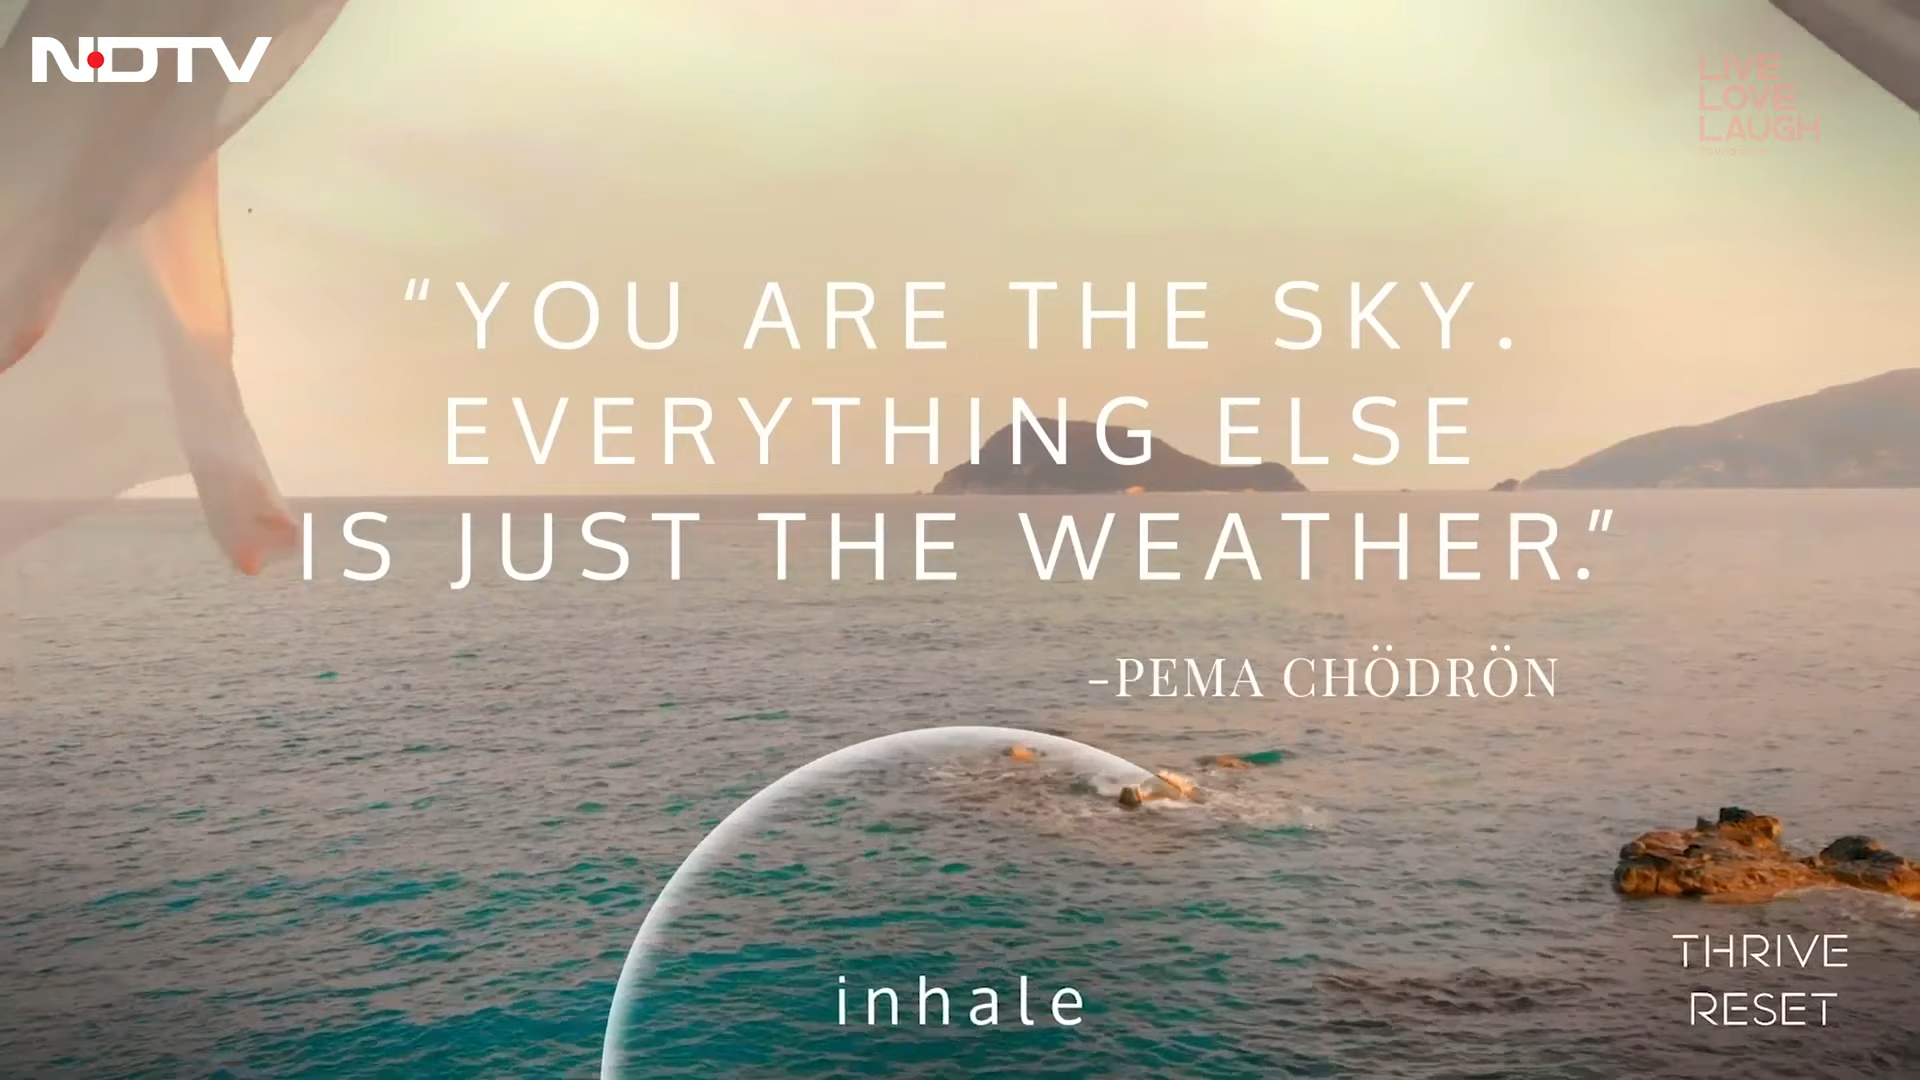 NDTV
LIVE
LOVE
LAUGH
"YOU ARE THE SKY.
EVERYTHING ELSE
IS JUST THE WEATHER."
-PEMA CHÖDRÖN
inhale
THRIVE
RESET